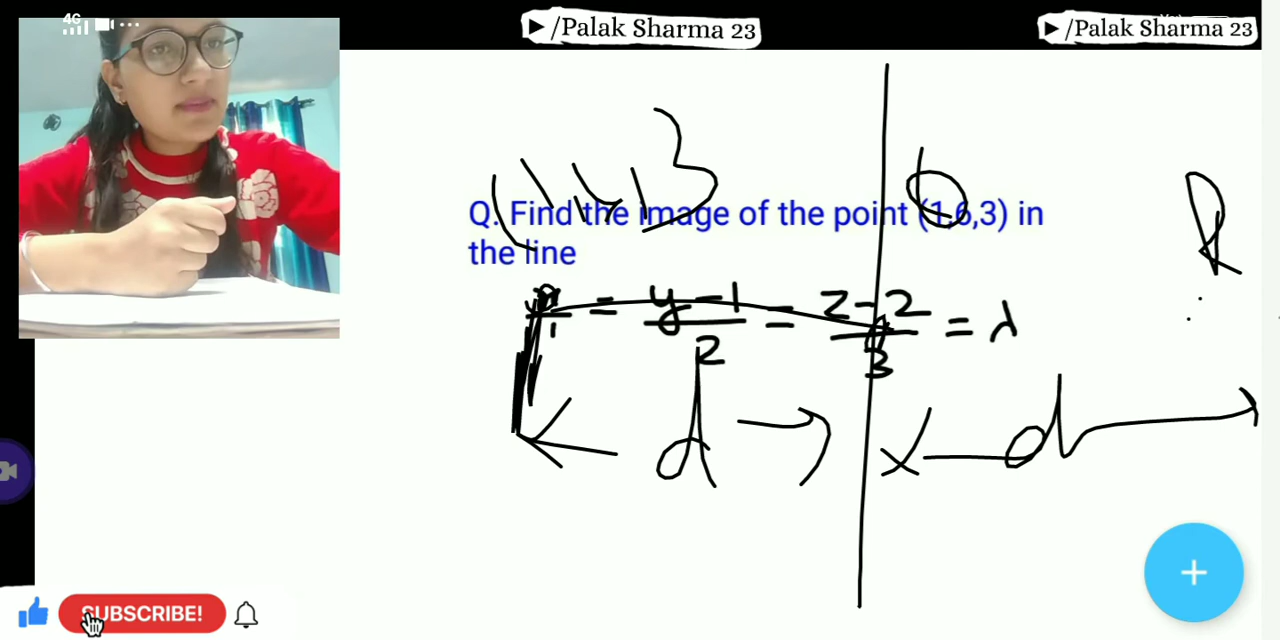 4G
/Palak Sharma 23
/Palak Sharma 23
Q. Find the image of the point (1,6,3) in
the line
= y-1 = z-2 = λ
1 2 3
d d
SUBSCRIBE!